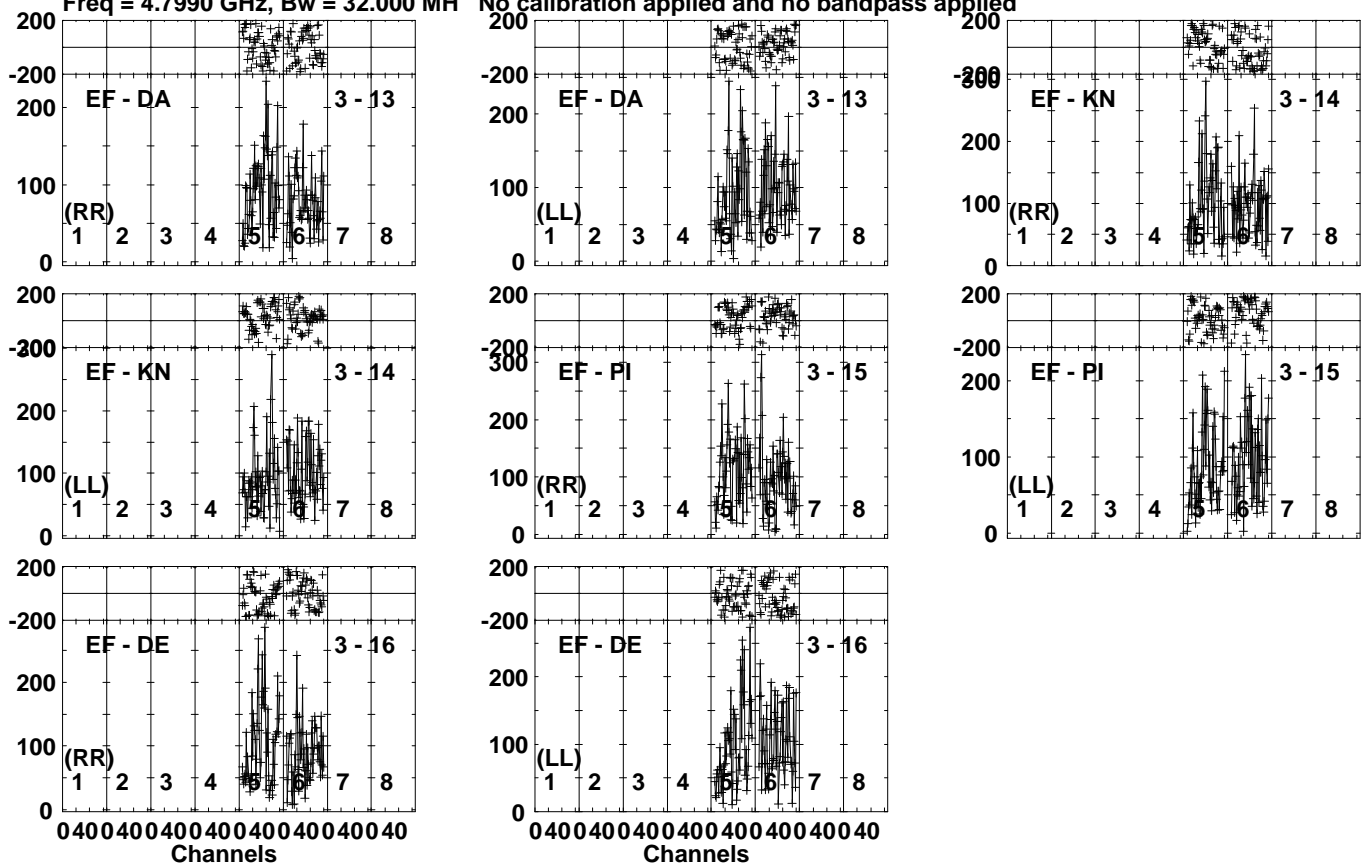 Freq = 4.7990 GHz, Bw = 32.000 MH No calibration applied and no bandpass applied
200 200 200
-200 -200 -200
EF - DA 3 - 13 EF - DA 3 - 13 EF - KN 3 - 14
200 200 200
100 100 100
(RR) (LL) (RR)
1 2 3 4 5 6 7 8 1 2 3 4 5 6 7 8 1 2 3 4 5 6 7 8
0 0 0
200 200 200
-200 -200 -200
300 300
EF - KN 3 - 14 EF - PI 3 - 15 EF - PI 3 - 15
200 200 200
100 100 100
(LL) (RR) (LL)
1 2 3 4 5 6 7 8 1 2 3 4 5 6 7 8 1 2 3 4 5 6 7 8
0 0 0
200 200
-200 -200
EF - DE 3 - 16 EF - DE 3 - 16
200 200
100 100
(RR) (LL)
1 2 3 4 5 6 7 8 1 2 3 4 5 6 7 8
0 0
0 40 0 40 0 40 0 40 0 40 0 40 0 40 0 40 0 40 0 40 0 40 0 40 0 40 0 40 0 40 0 40
Channels Channels